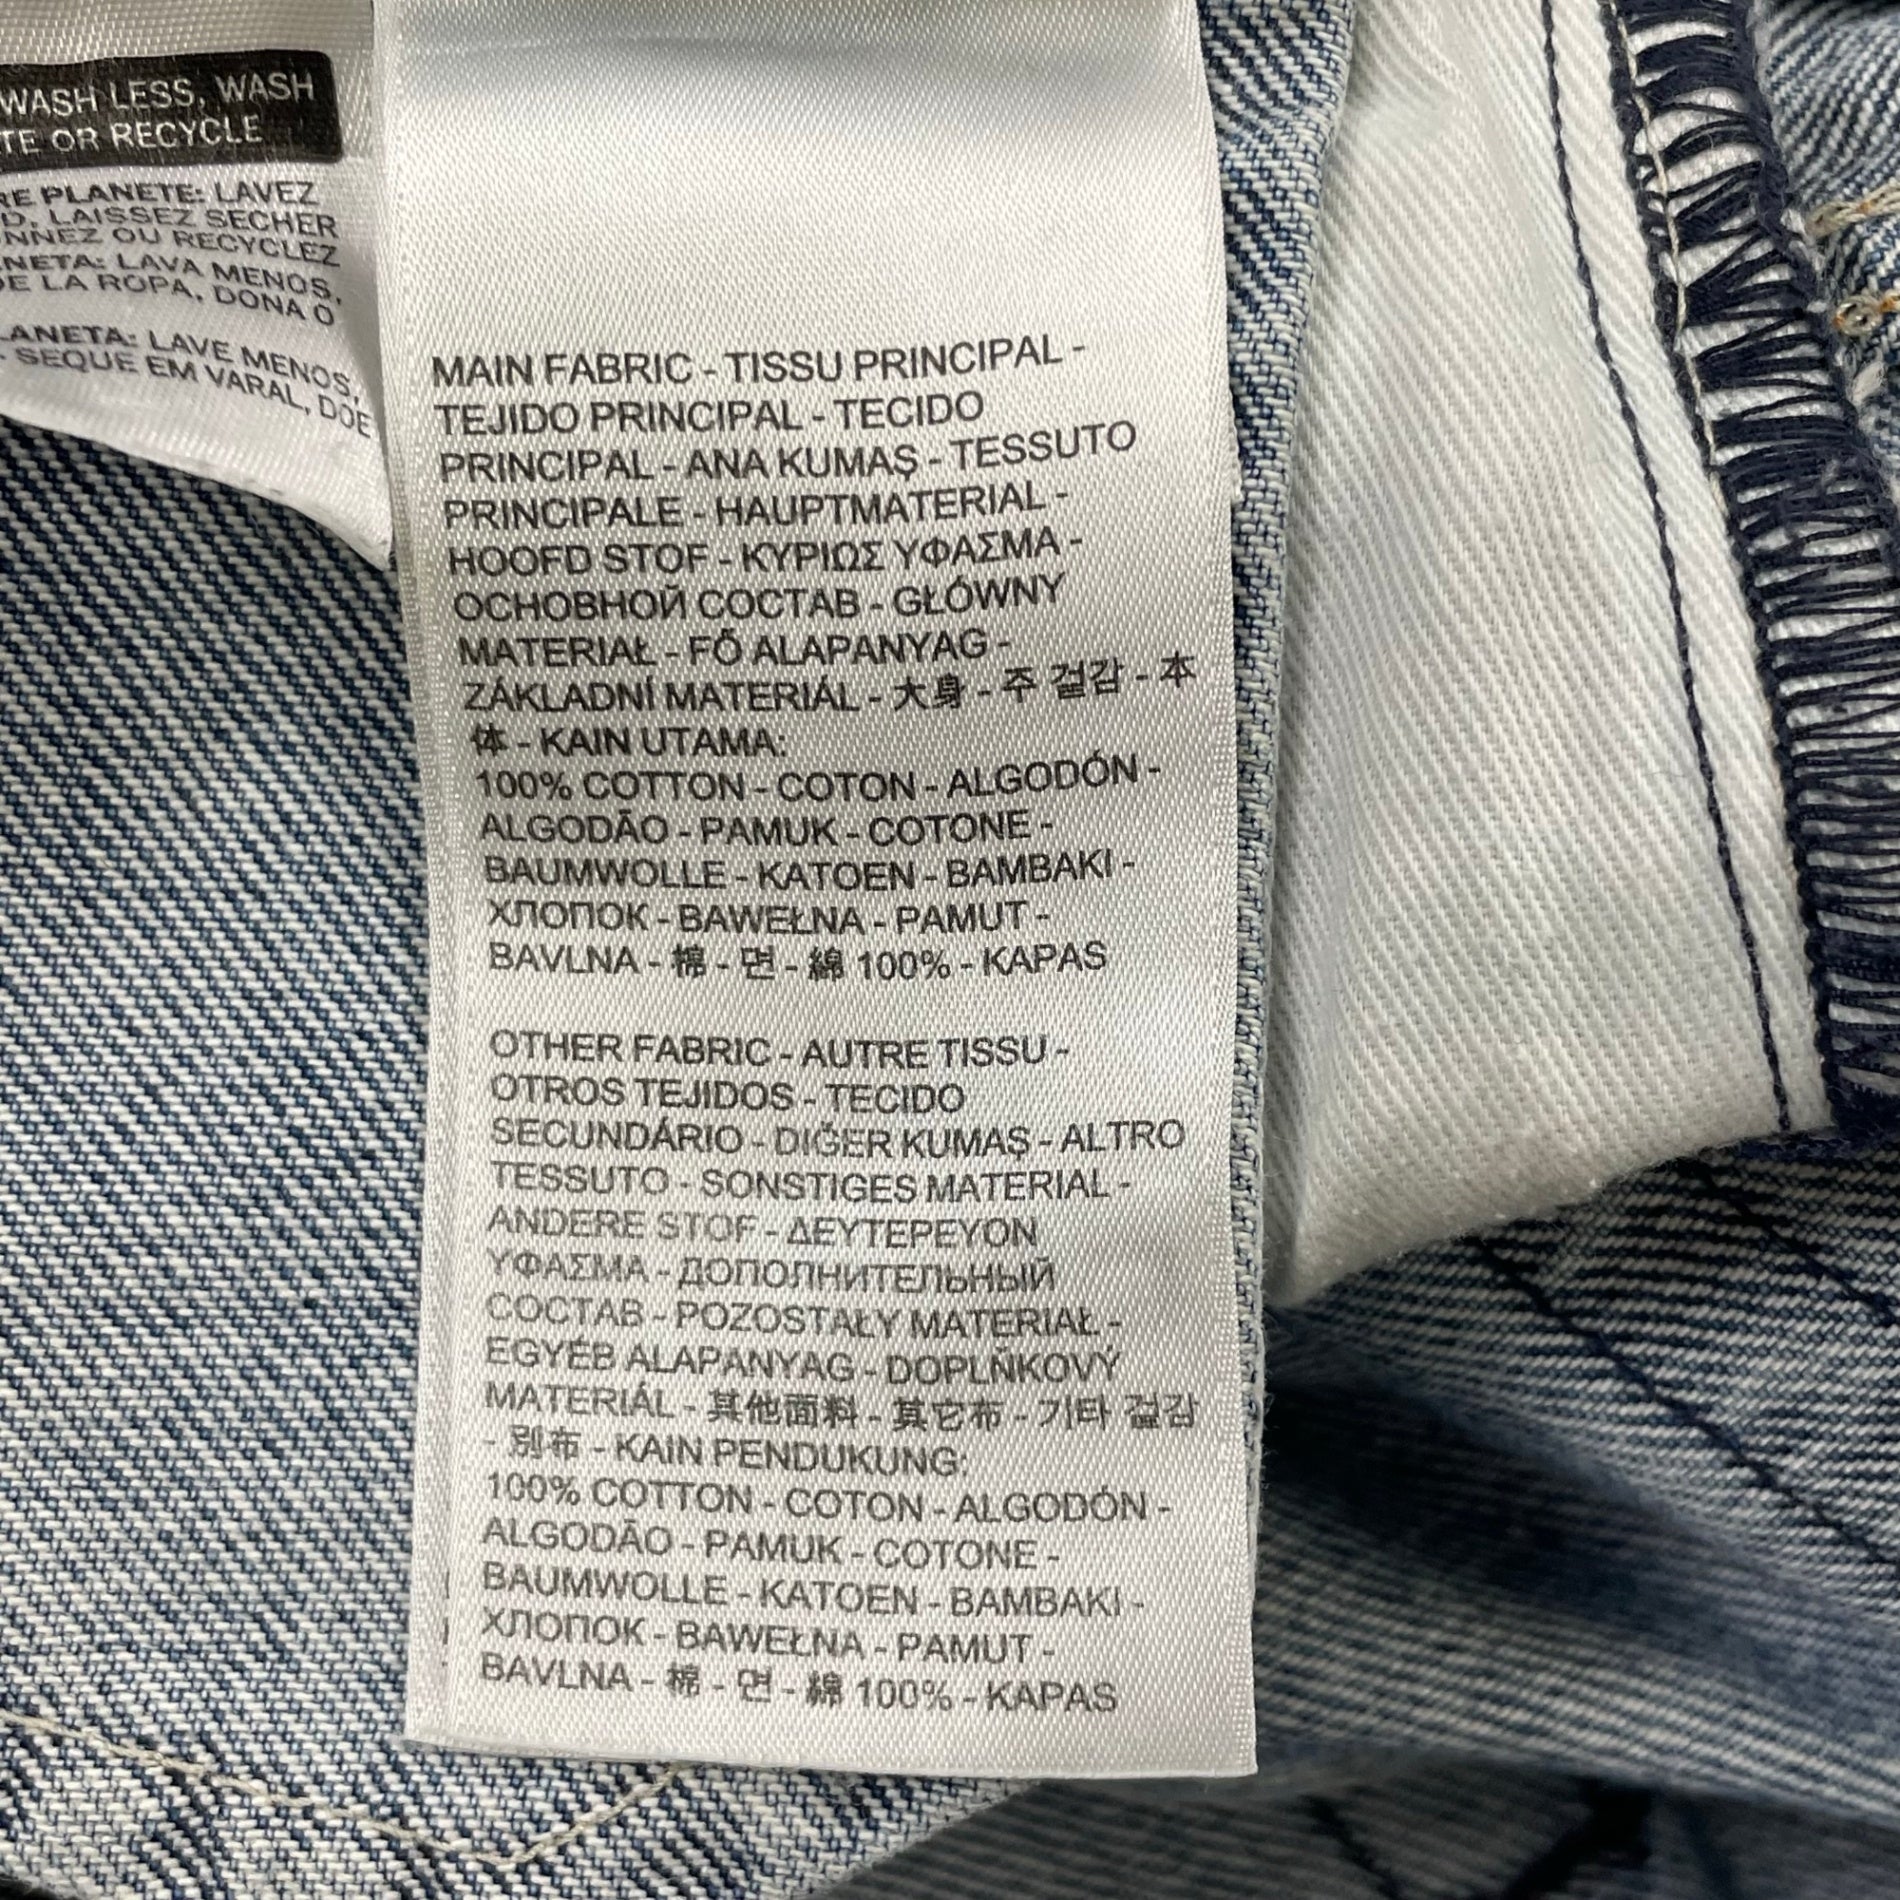 WASH LESS, WASH
TE OR RECYCLE
RE PLANETE: LAVEZ
D, LAISSEZ SECHER
NNEZ OU RECYCLEZ
NETA: LAVA MENOS,
DE LA ROPA, DONA O
LANETA: LAVE MENOS,
- SEQUE EM VARAL, DOE
MAIN FABRIC - TISSU PRINCIPAL -
TEJIDO PRINCIPAL - TECIDO
PRINCIPAL - ANA KUMAŞ - TESSUTO
PRINCIPALE - HAUPTMATERIAL -
HOOFD STOF - ΚΥΡΙΩΣ ΥΦΑΣΜΑ -
ОСНОВНОЙ СОСТАВ - GŁÓWNY
MATERIAŁ - FŐ ALAPANYAG -
ZÁKLADNÍ MATERIÁL - 大身 - 주 겉감 - 本
体 - KAIN UTAMA:
100% COTTON - COTON - ALGODÓN -
ALGODÃO - PAMUK - COTONE -
BAUMWOLLE - KATOEN - BAMBAKI -
ХЛОПОК - BAWEŁNA - PAMUT -
BAVLNA - 棉 - 면 - 綿 100% - KAPAS
OTHER FABRIC - AUTRE TISSU -
OTROS TEJIDOS - TECIDO
SECUNDÁRIO - DIĞER KUMAŞ - ALTRO
TESSUTO - SONSTIGES MATERIAL -
ANDERE STOF - ΔΕΥΤΕΡΕΥΟΝ
ΥΦΑΣΜΑ - ДОПОЛНИТЕЛЬНЫЙ
СОСТАВ - POZOSTAŁY MATERIAŁ -
EGYÉB ALAPANYAG - DOPLŇKOVÝ
MATERIÁL - 其他面料 - 其它布 - 기타 겉감
- 別布 - KAIN PENDUKUNG:
100% COTTON - COTON - ALGODÓN -
ALGODÃO - PAMUK - COTONE -
BAUMWOLLE - KATOEN - BAMBAKI -
ХЛОПОК - BAWEŁNA - PAMUT -
BAVLNA - 棉 - 면 - 綿 100% - KAPAS